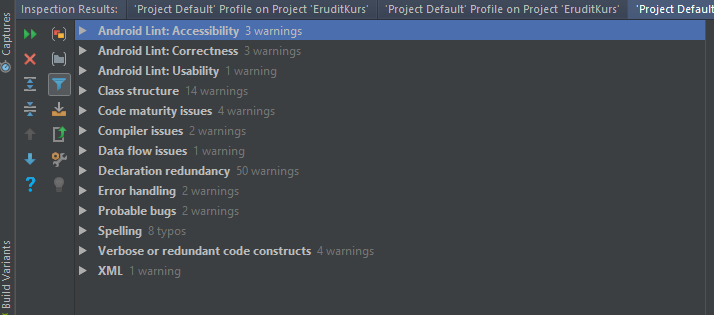 Inspection Results: 'Project Default' Profile on Project 'EruditKurs' 'Project Default' Profile on Project 'EruditKurs' 'Project Default
Captures
Android Lint: Accessibility 3 warnings
Android Lint: Correctness 3 warnings
Android Lint: Usability 1 warning
Class structure 14 warnings
Code maturity issues 4 warnings
Compiler issues 2 warnings
Data flow issues 1 warning
Declaration redundancy 50 warnings
Error handling 2 warnings
Probable bugs 2 warnings
Spelling 8 typos
Verbose or redundant code constructs 4 warnings
XML 1 warning
Build Variants